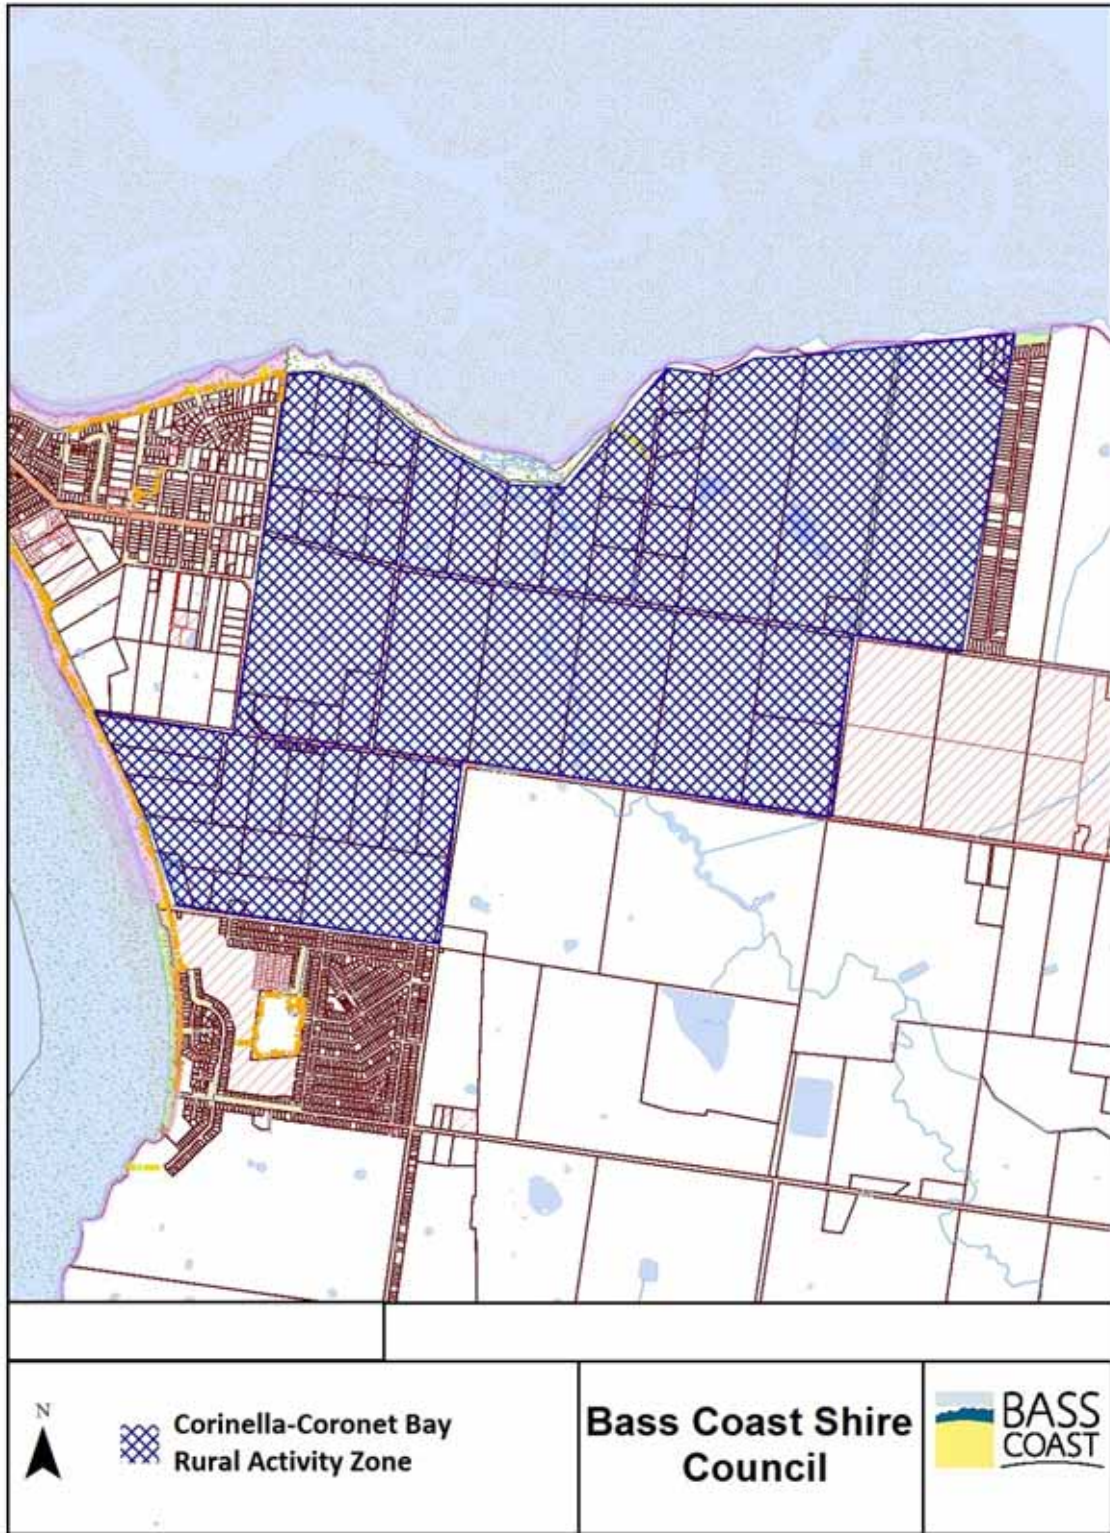 N
Corinella-Coronet Bay
Rural Activity Zone
Bass Coast Shire
Council
BASS
COAST